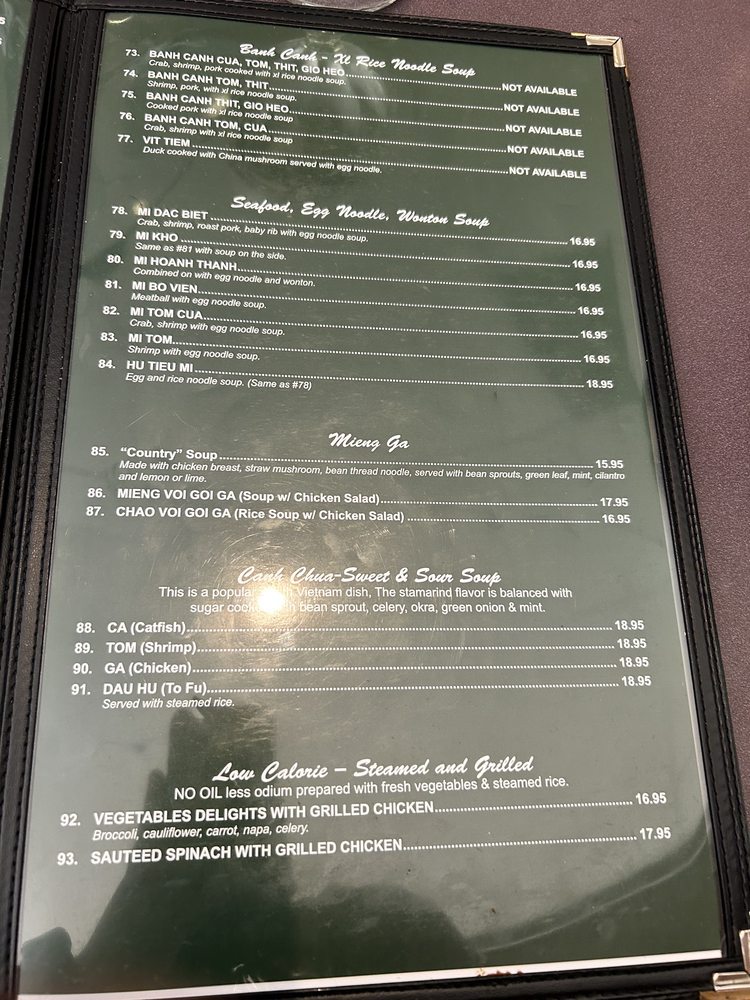 Banh Canh - Xl Rice Noodle Soup
73. BANH CANH CUA, TOM, THIT, GIO HEO NOT AVAILABLE
Crab, shrimp, pork cooked with xl rice noodle soup.
74. BANH CANH TOM, THIT NOT AVAILABLE
Shrimp, pork, with xl rice noodle soup.
75. BANH CANH THIT, GIO HEO NOT AVAILABLE
Cooked pork with xl rice noodle soup
76. BANH CANH TOM, CUA NOT AVAILABLE
Crab, shrimp with xl rice noodle soup
77. VIT TIEM NOT AVAILABLE
Duck cooked with China mushroom served with egg noodle.
Seafood, Egg Noodle, Wonton Soup
78. MI DAC BIET 16.95
Crab, shrimp, roast pork, baby rib with egg noodle soup.
79. MI KHO 16.95
Same as #81 with soup on the side.
80. MI HOANH THANH 16.95
Combined on with egg noodle and wonton.
81. MI BO VIEN 16.95
Meatball with egg noodle soup.
82. MI TOM CUA 16.95
Crab, shrimp with egg noodle soup.
83. MI TOM 16.95
Shrimp with egg noodle soup.
84. HU TIEU MI 18.95
Egg and rice noodle soup. (Same as #78)
Mieng Ga
85. “Country” Soup 15.95
Made with chicken breast, straw mushroom, bean thread noodle, served with bean sprouts, green leaf, mint, cilantro
and lemon or lime.
86. MIENG VOI GOI GA (Soup w/ Chicken Salad) 17.95
87. CHAO VOI GOI GA (Rice Soup w/ Chicken Salad) 16.95
Canh Chua-Sweet & Sour Soup
This is a popula Vietnam dish, The stamarind flavor is balanced with
sugar bean sprout, celery, okra, green onion & mint.
88. CA (Catfish) 18.95
89. TOM (Shrimp) 18.95
90. GA (Chicken) 18.95
91. DAU HU (To Fu) 18.95
Served with steamed rice.
Low Calorie – Steamed and Grilled
NO OIL less odium prepared with fresh vegetables & steamed rice.
92. VEGETABLES DELIGHTS WITH GRILLED CHICKEN 16.95
Broccoli, cauliflower, carrot, napa, celery.
93. SAUTEED SPINACH WITH GRILLED CHICKEN 17.95